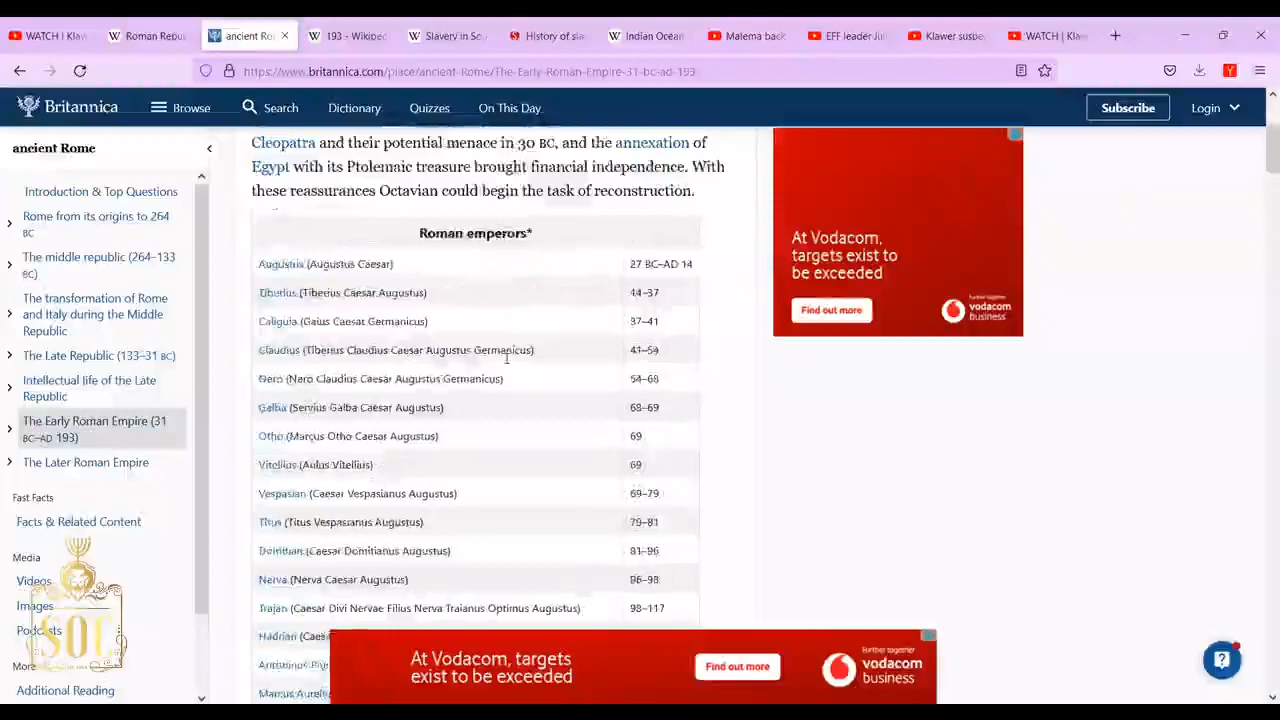 WATCH | Klaw
Roman Repu
ancient Ro
193 - Wikiped
Slavery in So
History of sla
Indian Ocean
Malema back
EFF leader Ju
Klawer suspe
WATCH | Kla
https://www.britannica.com/place/ancient-Rome/The-Early-Roman-Empire-31-bc-ad-193
Britannica
Browse
Search
Dictionary
Quizzes
On This Day
Subscribe
Login
ancient Rome
Introduction & Top Questions
Rome from its origins to 264
BC
The middle republic (264–133
BC)
The transformation of Rome
and Italy during the Middle
Republic
The Late Republic (133–31 BC)
Intellectual life of the Late
Republic
The Early Roman Empire (31
BC–AD 193)
The Later Roman Empire
Fast Facts
Facts & Related Content
Media
Videos
Images
Podcasts
More
Additional Reading
SOL
Cleopatra and their potential menace in 30 BC, and the annexation of
Egypt with its Ptolemaic treasure brought financial independence. With
these reassurances Octavian could begin the task of reconstruction.
Roman emperors*
Augustus (Augustus Caesar) 27 BC–AD 14
Tiberius (Tiberius Caesar Augustus) 14–37
Caligula (Gaius Caesar Germanicus) 37–41
Claudius (Tiberius Claudius Caesar Augustus Germanicus) 41–54
Nero (Nero Claudius Caesar Augustus Germanicus) 54–68
Galba (Servius Galba Caesar Augustus) 68–69
Otho (Marcus Otho Caesar Augustus) 69
Vitellius (Aulus Vitellius) 69
Vespasian (Caesar Vespasianus Augustus) 69–79
Titus (Titus Vespasianus Augustus) 79–81
Domitian (Caesar Domitianus Augustus) 81–96
Nerva (Nerva Caesar Augustus) 96–98
Trajan (Caesar Divi Nervae Filius Nerva Traianus Optimus Augustus) 98–117
Hadrian (Caes
Marcus Aureli
At Vodacom,
targets exist to
be exceeded
Find out more
Further together
vodacom
business
At Vodacom, targets
exist to be exceeded
Find out more
Further together
vodacom
business